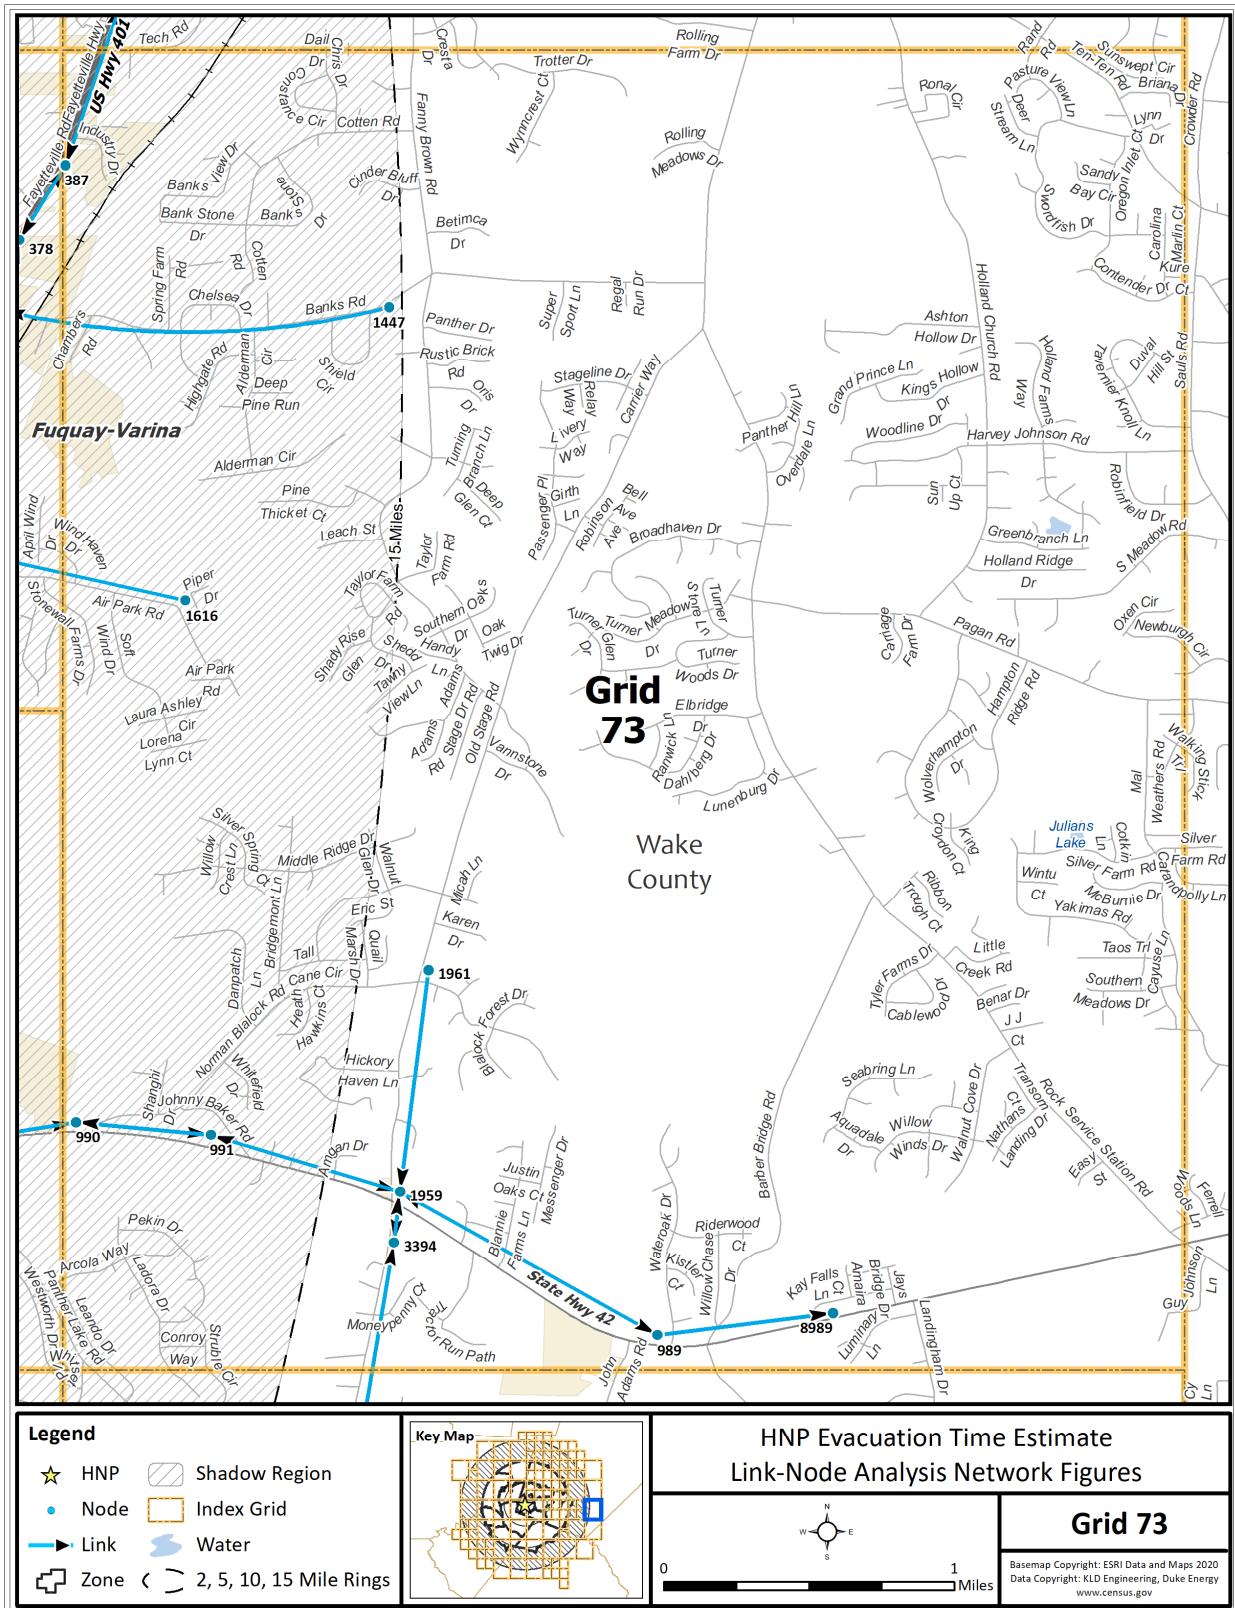 Tech Rd
Fayetteville Rd
Fayetteville Hwy
US Hwy 401
Industry Dr
Fayetteville Rd
387
378
Dail
Dr
Chris Dr
Constance Cir
Cotten Rd
Cresta
Dr
Fanny Brown Rd
Trotter Dr
Wynncrest Ct
Rolling
Farm Dr
Rolling
Meadows Dr
Ronal
Cir
Rand
Rd
Ten-Ten Rd
Sunswept Cir
Briana
Dr
Crowder Rd
Pasture View Ln
Deer
Stream Ln
Lynn
Dr
Oregon Inlet Ct
Sandy
Bay Cir
Swordfish Dr
Carolina
Marlin Ct
Kure
Ct
Contender Dr
View Dr
Banks
Stone
Bank Stone
Dr
Banks
Dr
Cinder Bluff
Dr
Betimca
Dr
Spring Farm
Rd
Rd
Cotten
Chelsea Dr
Banks Rd
1447
Chambers
Rd
Highgate Rd
Alderman
Cir
Deep
Pine Run
Shield
Cir
Fuquay-Varina
Alderman Cir
Pine
Thicket Ct
Leach St
Super
Sport Ln
Regal
Run Dr
Panther Dr
Rustic Brick
Rd
Oris
Dr
Turning
Branch Ln
Deep
Glen Ct
Stageline Dr
Way
Relay
Carrier Way
Livery
Way
Passenger Pl
Girth
Ln
Robinson
Ave
Bell
Ave
Broadhaven Dr
Holland Church Rd
Ashton
Hollow Dr
Grand Prince Ln
Kings Hollow
Dr
Woodline Dr
Harvey Johnson Rd
Holland Farms
Way
Tavernier Knoll Ln
Duval
Hill St
Sauls Rd
Panther Hill Ln
Overdale Ln
Sun
Up Ct
Robinfield Dr
Greenbranch Ln
Holland Ridge
Dr
S Meadow Rd
April Wind
Dr
Wind Haven
Dr
Piper
Dr
1616
Air Park Rd
Stonewall
Farms Dr
Soft
Wind Dr
Air Park
Rd
Laura Ashley
Cir
Lorena
Lynn Ct
15 Miles
Taylor
Farm Rd
Taylor Farm
Rd
Southern Oaks
Dr
Oak
Twig Dr
Shady Rise
Glen
Shedd
Dr
Handy
Ln
Tawny
View Ln
Adams
Adams
Rd
Stage Dr Rd
Old Stage Rd
Vannstone
Dr
Turner Glen
Dr
Turner Meadow
Dr
Store Ln
Turner
Turner
Woods Dr
Grid
73
Elbridge
Dr
Ranwick Ln
Dahlberg Dr
Lunenburg Dr
Carriage
Farm Dr
Pagan Rd
Oxen Cir
Newburgh Cir
Hampton
Ridge Rd
Wolverhampton
Dr
Mal
Weathers Rd
Walking Stick
Trl
Wake
County
Croydon Ct
King
Julians
Lake
Cotkin
Ln
Silver
Farm Rd
Silver Farm Rd
Wintu
Ct
McBurnie Dr
Yakimas Rd
Candpolly Ln
Ribbon
Trough Ct
Silver Spring
Ct
Willow
Crest Ln
Middle Ridge Dr
Walnut
Glen Dr
Bridgemont Ln
Eric St
Quail
Marsh Dr
Micah Ln
Karen
Dr
1961
Danpatch
Ln
Tall
Cane Cir
Heath
Hawkins Ct
Norman Blalock Rd
Blalock Forest Dr
Tyler Farms Dr
Cablewood Dr
Little
Creek Rd
Benar Dr
J J
Ct
Taos Trl
Southern
Meadows Dr
Cayuse Ln
Hickory
Haven Ln
Shanghi
Dr
Whitefield
Dr
Johnny Baker Rd
990
991
Amgan Dr
1959
3394
Seabring Ln
Aquadale
Dr
Willow
Winds Dr
Walnut Cove Dr
Transom
Ct
Nathans
Landing Dr
Rock Service Station Rd
Easy
St
Woods Ln
Ferrell
Barber Bridge Rd
Justin
Oaks Ct
Messenger Dr
Blannie
Farms Ln
State Hwy 42
Wateroak Dr
Kistler
Ct
Riderwood
Ct
Willow Chase
Dr
989
Kay Falls
Ln
8989
Amaira
Ct
Bridge Dr
Jays
Luminary
Ln
Landingham Dr
Guy
Johnson
Ln
Cy
Ln
Pekin Dr
Arcola Way
Ladora Dr
Westworth Dr
Panther Lake Rd
Leando Dr
Conroy
Way
Struble Cir
Whitset
Pl
Moneypenny Ct
Tractor Run Path
John
Adams Rd
Legend
HNP
Shadow Region
Node
Index Grid
Link
Water
Zone
2, 5, 10, 15 Mile Rings
Key Map
HNP Evacuation Time Estimate
Link-Node Analysis Network Figures
N
W
E
S
0
1
Miles
Grid 73
Basemap Copyright: ESRI Data and Maps 2020
Data Copyright: KLD Engineering, Duke Energy
www.census.gov